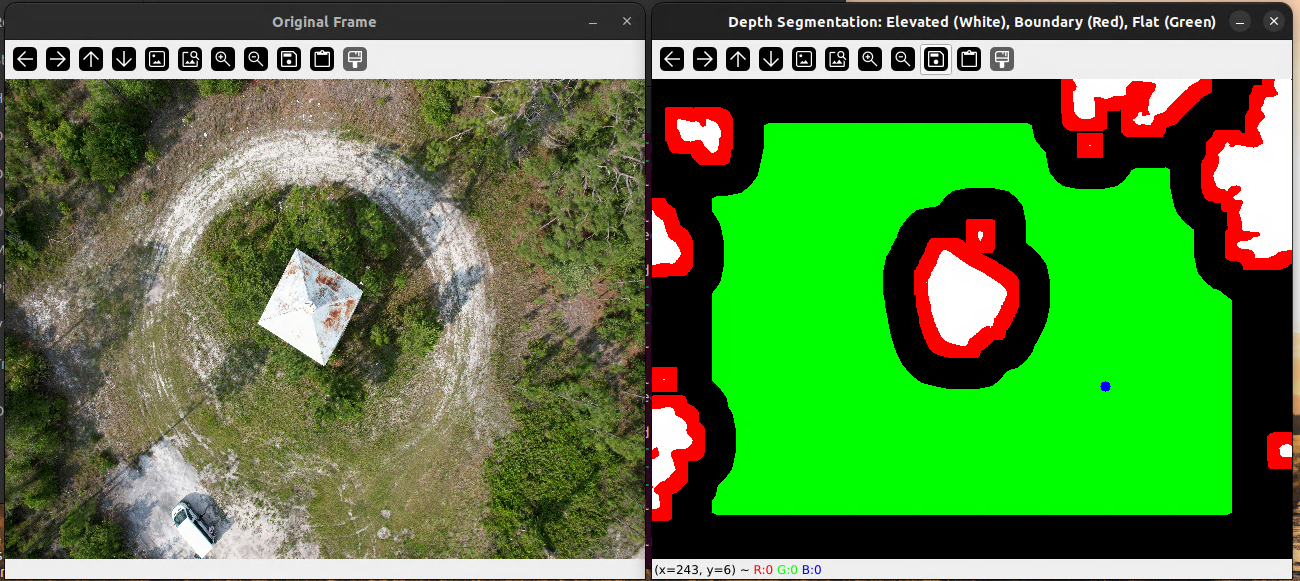 Original Frame
Depth Segmentation: Elevated (White), Boundary (Red), Flat (Green)
(x=243, y=6) ~ R:0 G:0 B:0